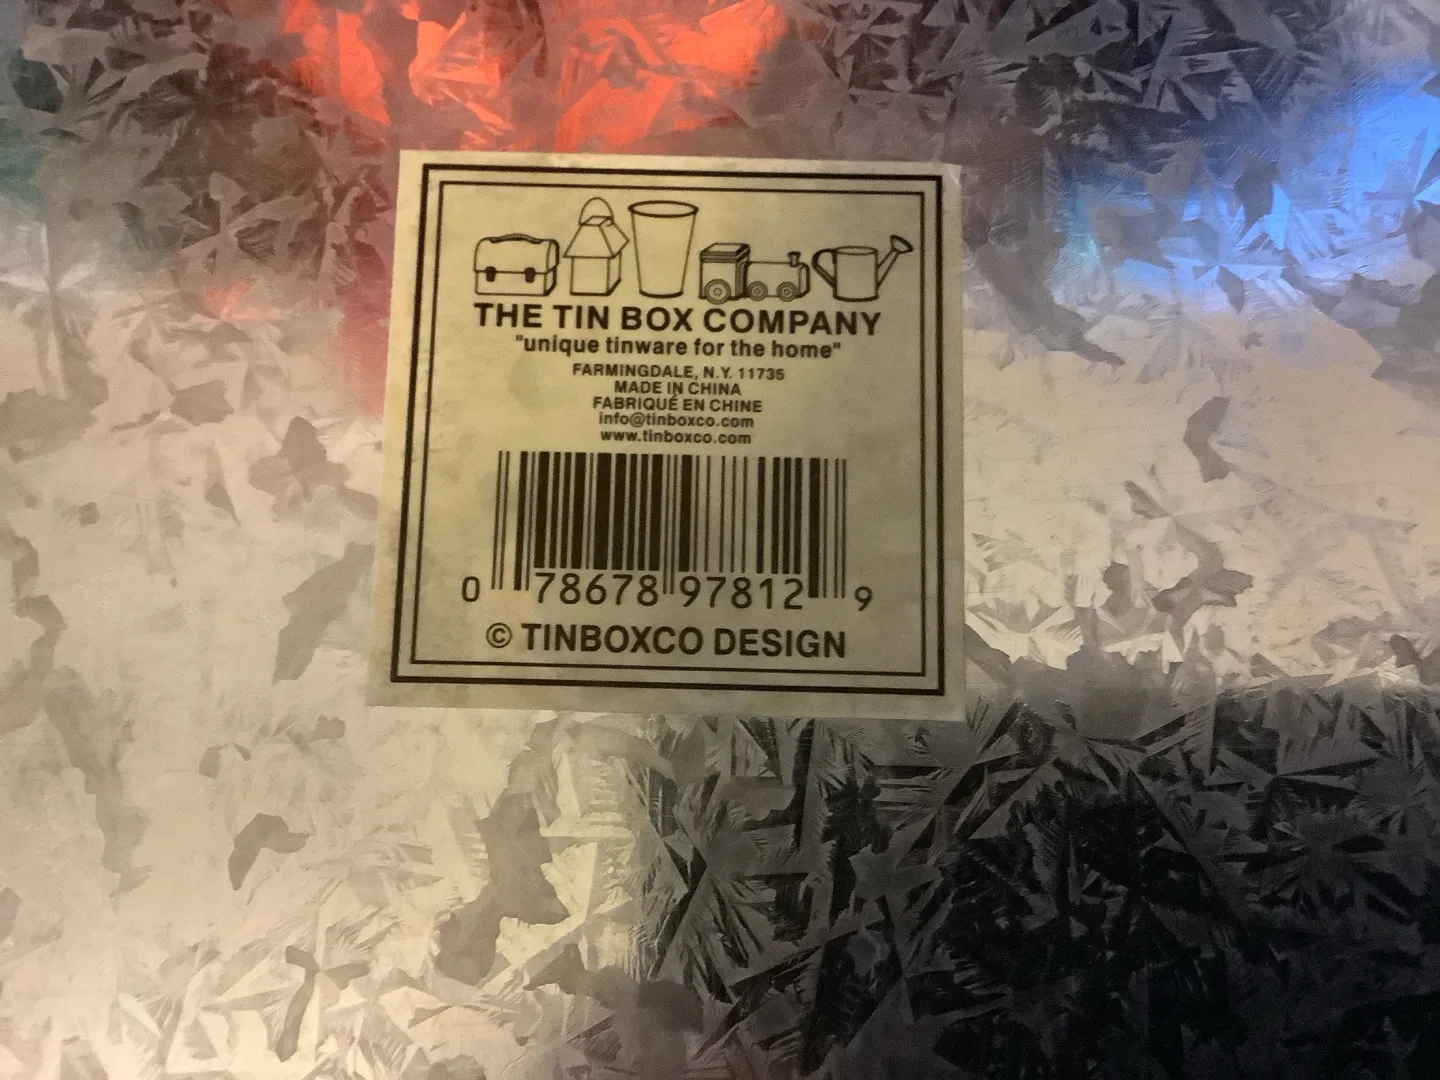 THE TIN BOX COMPANY
"unique tinware for the home"
FARMINGDALE, N.Y. 11735
MADE IN CHINA
FABRIQUÉ EN CHINE
info@tinboxco.com
www.tinboxco.com
0 78678 97812 9
© TINBOXCO DESIGN